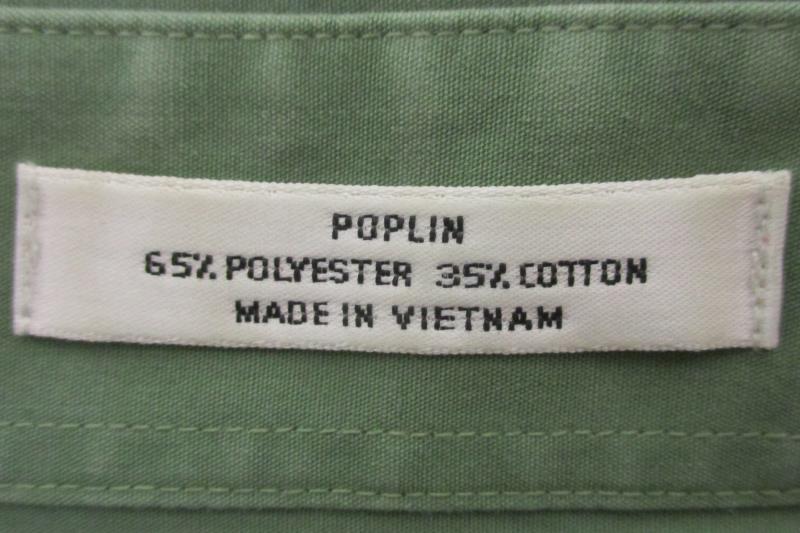 POPLIN
65% POLYESTER 35% COTTON
MADE IN VIETNAM